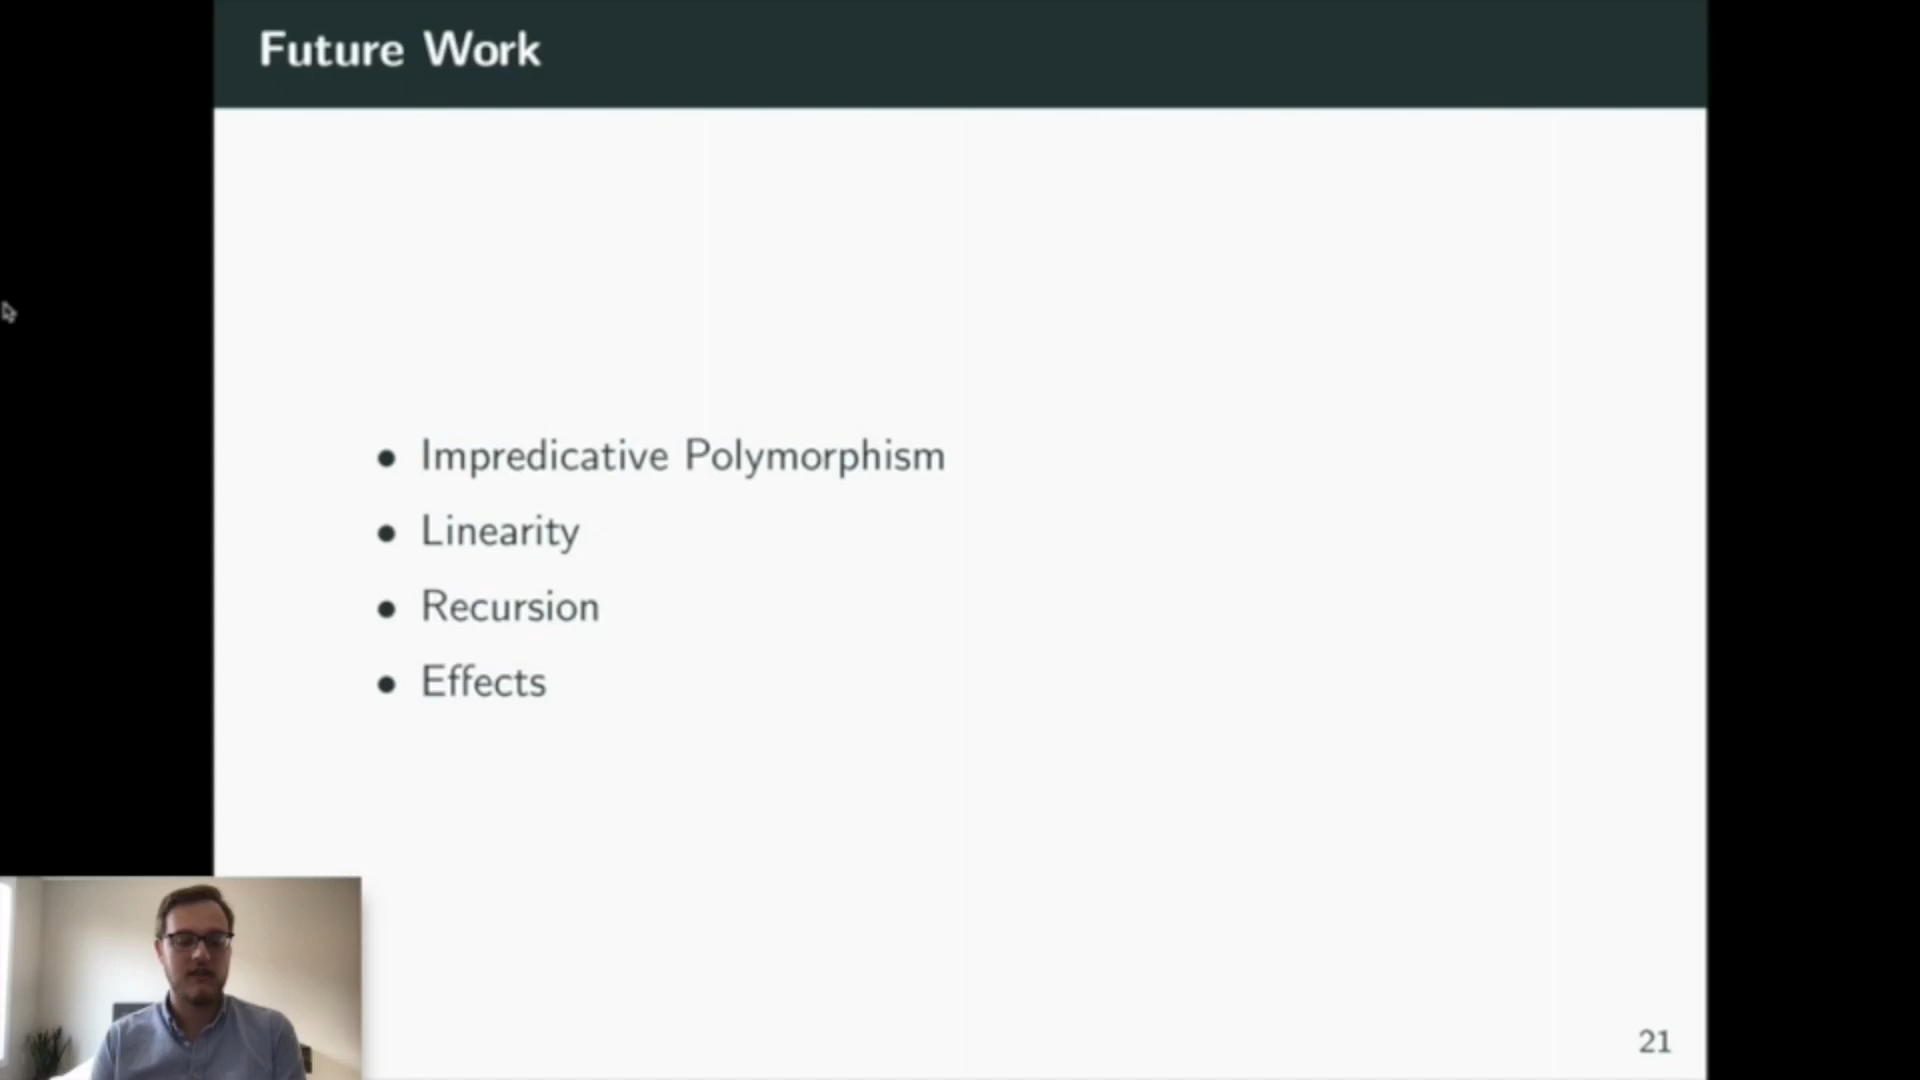 Future Work
• Impredicative Polymorphism
• Linearity
• Recursion
• Effects
21